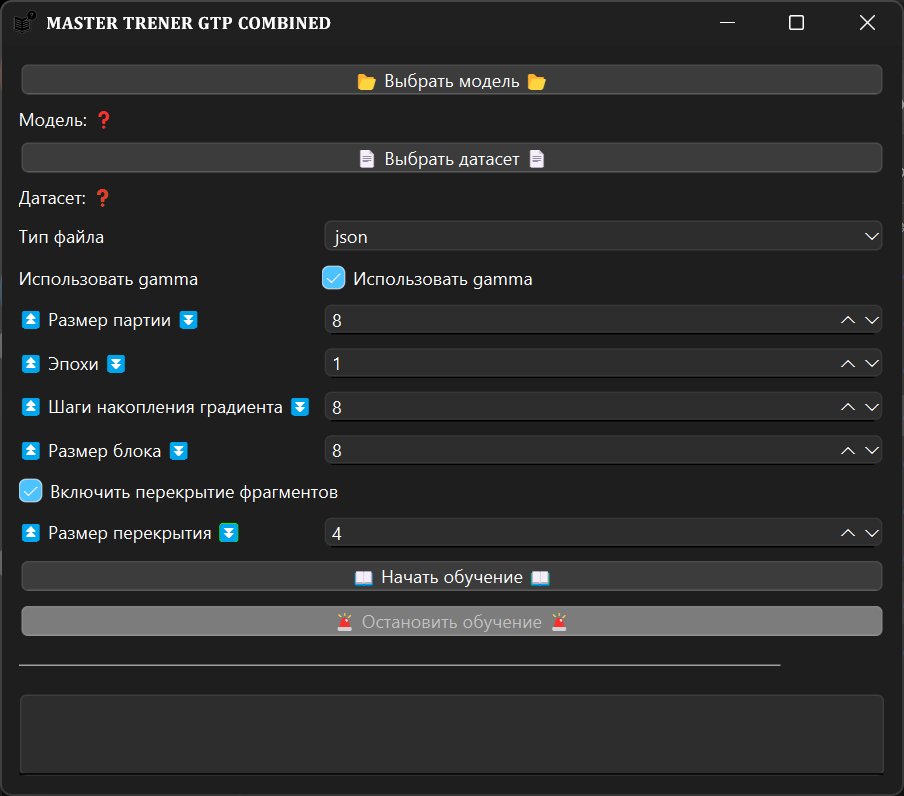 MASTER TRENER GTP COMBINED
📂 Выбрать модель 📂
Модель: ❓
📄 Выбрать датасет 📄
Датасет: ❓
Тип файла json
Использовать gamma Использовать gamma
⏫ Размер партии ⏬ 8
⏫ Эпохи ⏬ 1
⏫ Шаги накопления градиента ⏬ 8
⏫ Размер блока ⏬ 8
Включить перекрытие фрагментов
⏫ Размер перекрытия ⏬ 4
📖 Начать обучение 📖
🚨 Остановить обучение 🚨